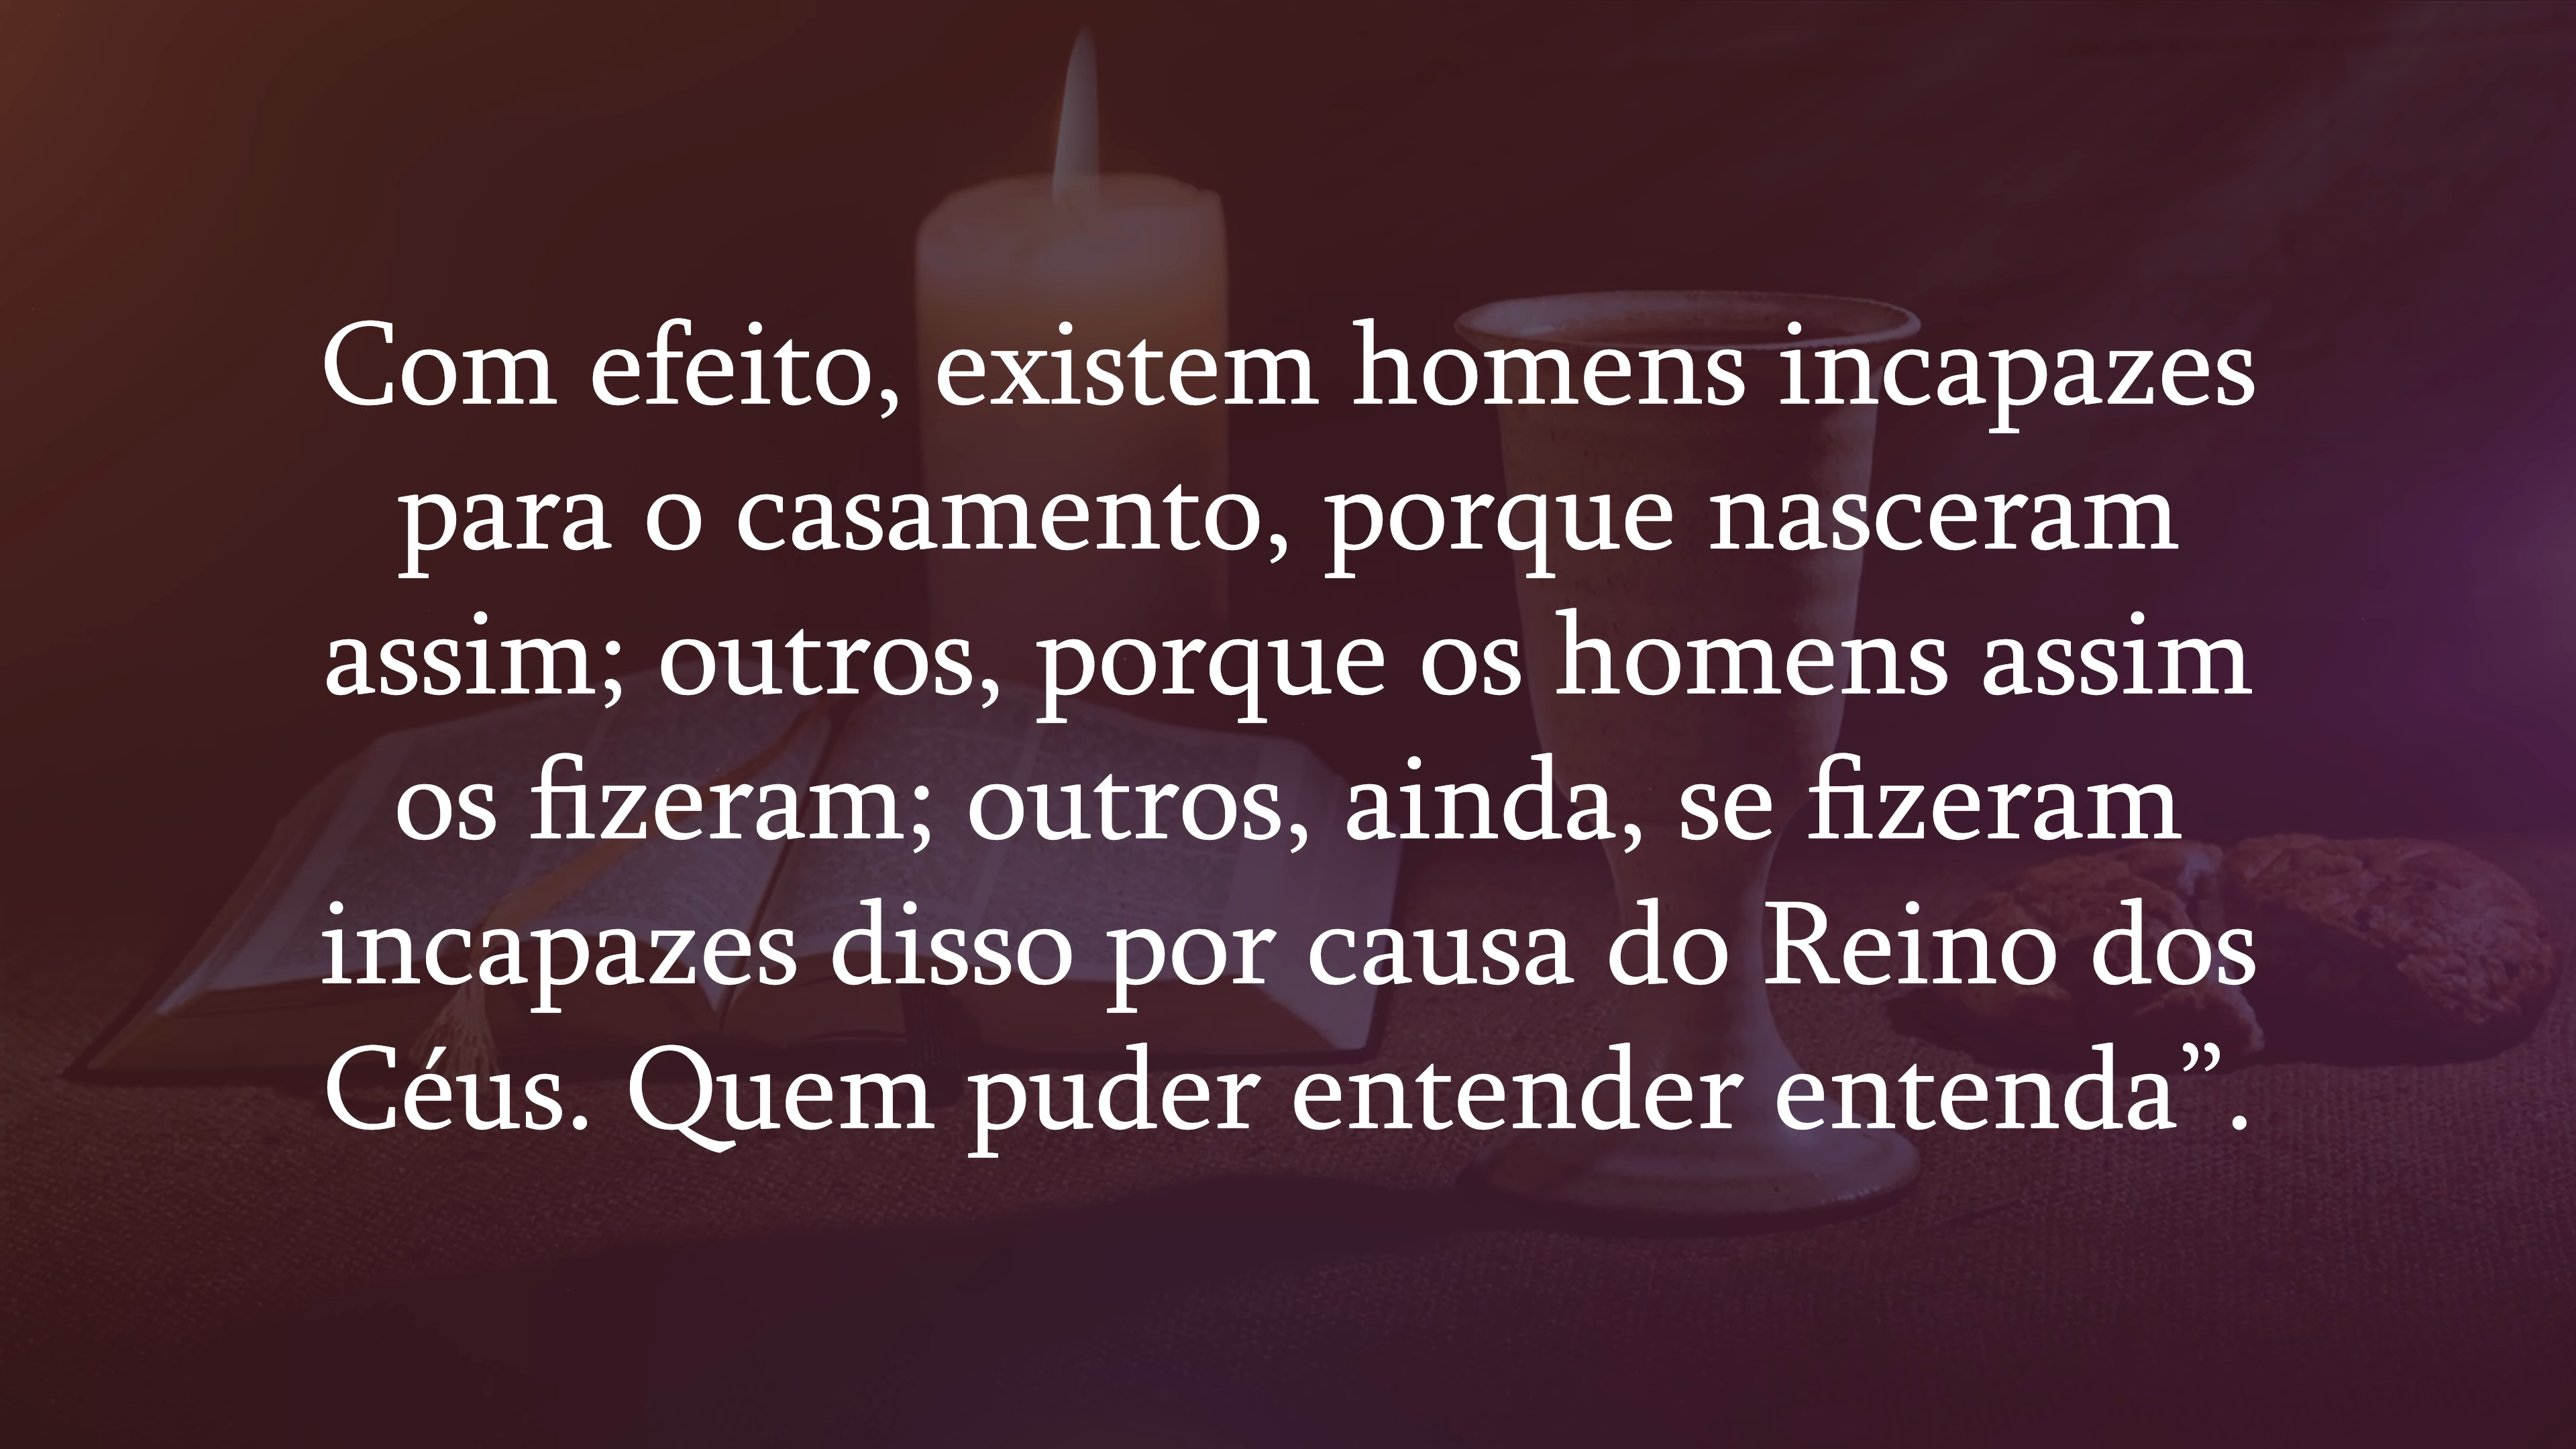 Com efeito, existem homens incapazes
para o casamento, porque nasceram
assim; outros, porque os homens assim
os fizeram; outros, ainda, se fizeram
incapazes disso por causa do Reino dos
Céus. Quem puder entender entenda”.